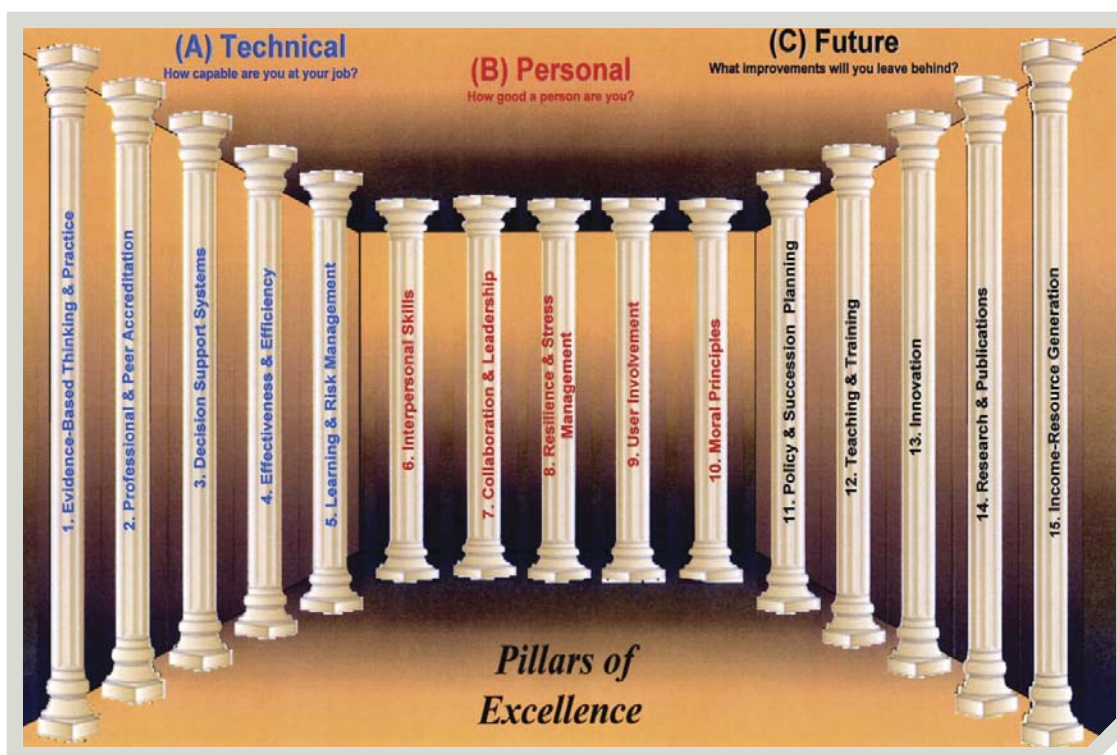 (A) Technical
How capable are you at your job?
(B) Personal
How good a person are you?
(C) Future
What improvements will you leave behind?
1. Evidence-Based Thinking & Practice
2. Professional & Peer Accreditation
3. Decision Support Systems
4. Effectiveness & Efficiency
5. Learning & Risk Management
6. Interpersonal Skills
7. Collaboration & Leadership
8. Resilience & Stress
Management
9. User Involvement
10. Moral Principles
11. Policy & Succession Planning
12. Teaching & Training
13. Innovation
14. Research & Publications
15. Income-Resource Generation
Pillars of
Excellence